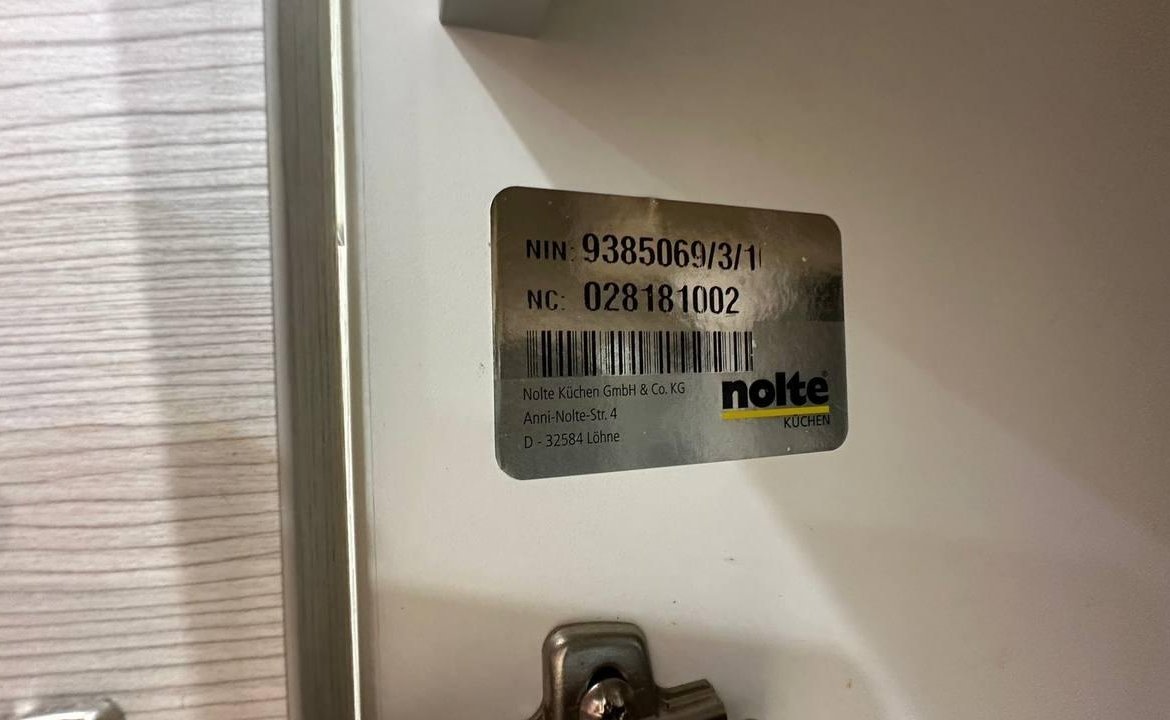 NIN: 9385069/3/1
NC: 028181002
Nolte Küchen GmbH & Co. KG
Anni-Nolte-Str. 4
D - 32584 Löhne
nolte®
KÜCHEN